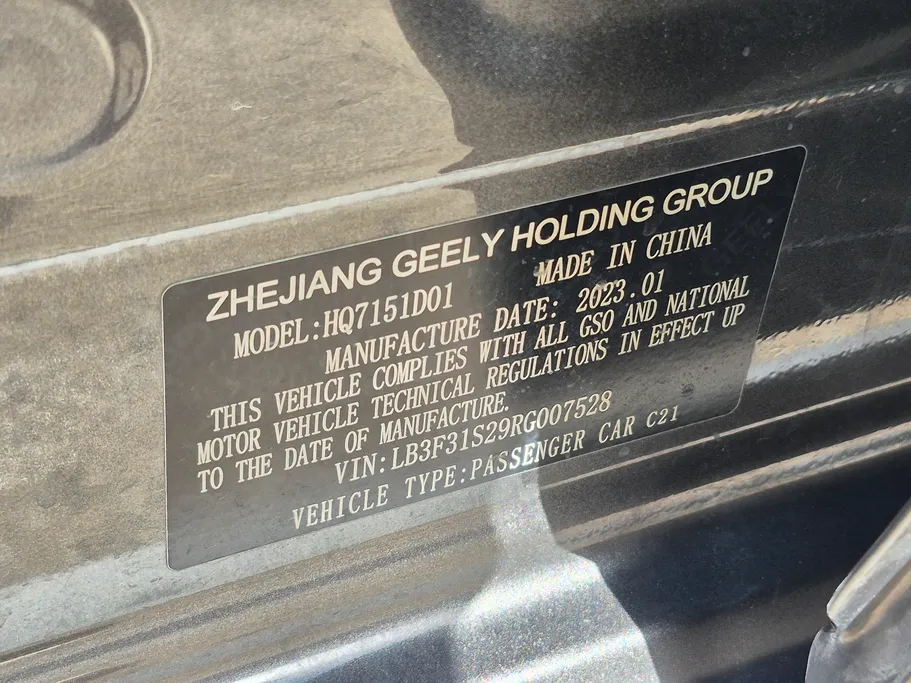 ZHEJIANG GEELY HOLDING GROUP
MODEL:HQ7151D01 MADE IN CHINA
MANUFACTURE DATE: 2023.01
THIS VEHICLE COMPLIES WITH ALL GSO AND NATIONAL
MOTOR VEHICLE TECHNICAL REGULATIONS IN EFFECT UP
TO THE DATE OF MANUFACTURE.
VIN:LB3F31S29RG007528
VEHICLE TYPE:PASSENGER CAR C21